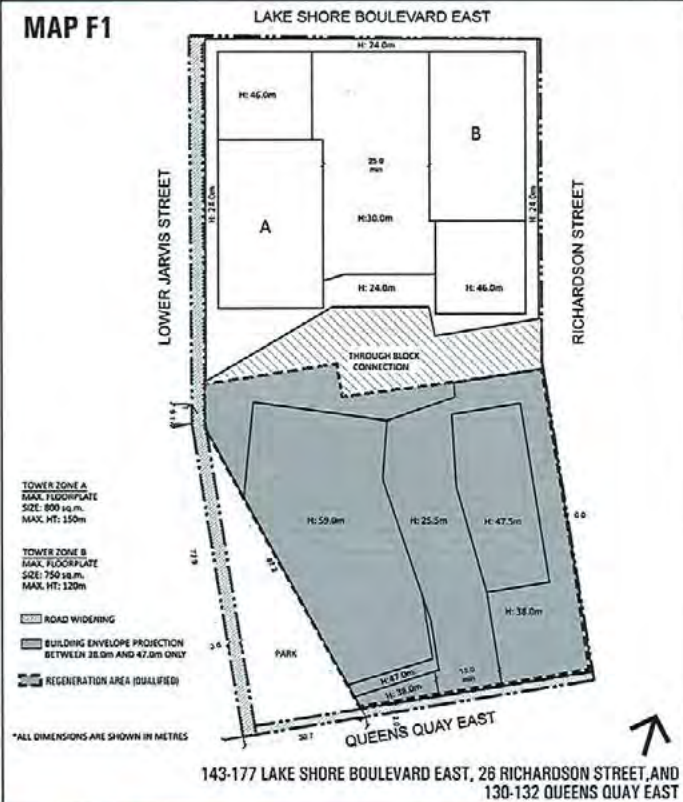 MAP F1
LAKE SHORE BOULEVARD EAST
H: 24.0m
H: 46.0m
B
25.0
min
A
H: 24.0m
H:30.0m
H: 24.0m
LOWER JARVIS STREET
RICHARDSON STREET
H: 24.0m
H: 46.0m
THROUGH BLOCK
CONNECTION
TOWER ZONE A
MAX. FLOORPLATE
SIZE: 800 sq.m.
MAX. HT: 150m
H: 59.0m
H: 25.5m
H: 47.5m
TOWER ZONE B
MAX. FLOORPLATE
SIZE: 750 sq.m.
MAX. HT: 120m
H: 38.0m
ROAD WIDENING
BUILDING ENVELOPE PROJECTION
BETWEEN 28.0m AND 47.0m ONLY
PARK
REGENERATION AREA (QUALIFIED)
H:47.0m
H: 38.0m
min
*ALL DIMENSIONS ARE SHOWN IN METRES
QUEENS QUAY EAST
143-177 LAKE SHORE BOULEVARD EAST, 26 RICHARDSON STREET,AND
130-132 QUEENS QUAY EAST